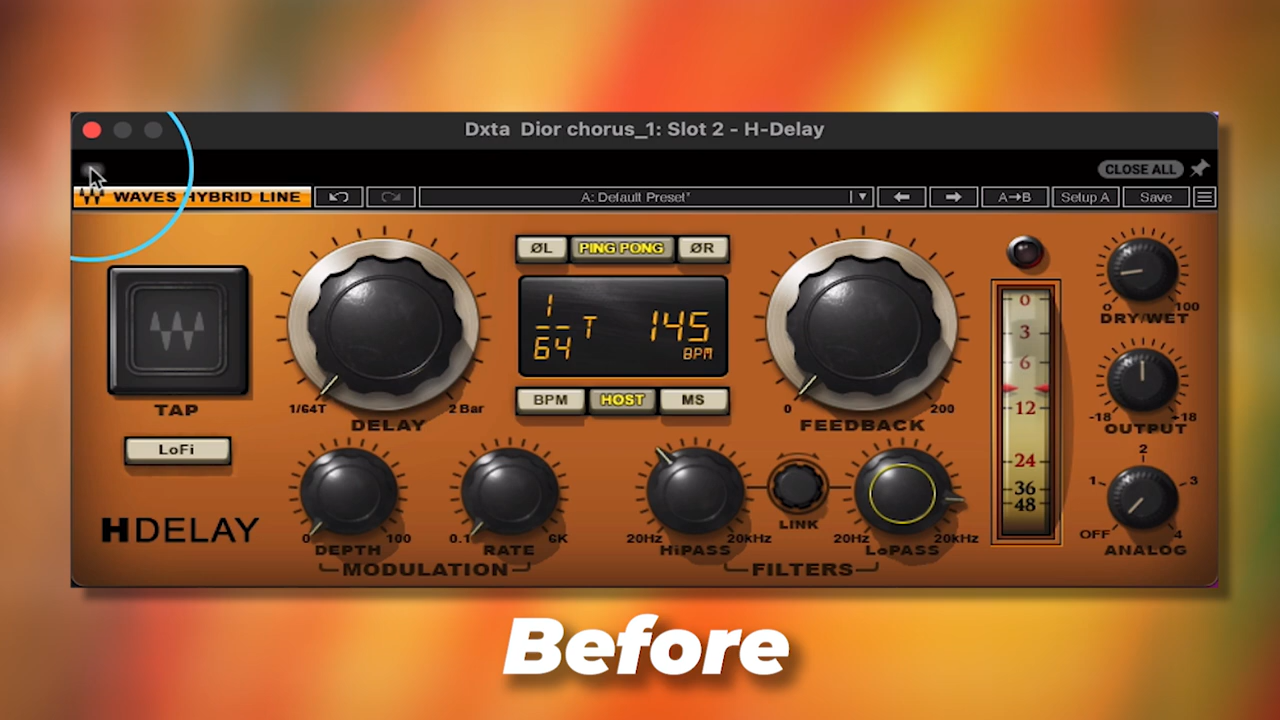 Dxta Dior chorus_1: Slot 2 - H-Delay
CLOSE ALL
WAVES HYBRID LINE
A: Default Preset*
A→B
Setup A
Save
ØL
PING PONG
ØR
1
64
T
145
BPM
BPM
HOST
MS
TAP
LoFi
HDELAY
1/64T
2 Bar
DELAY
0
200
FEEDBACK
0
100
DEPTH
0.1
6K
RATE
MODULATION
20Hz
20kHz
HiPASS
LINK
20Hz
20kHz
LoPASS
FILTERS
0
3
6
12
24
36
48
0
100
DRY/WET
-18
+18
OUTPUT
OFF
1
2
3
4
ANALOG
Before